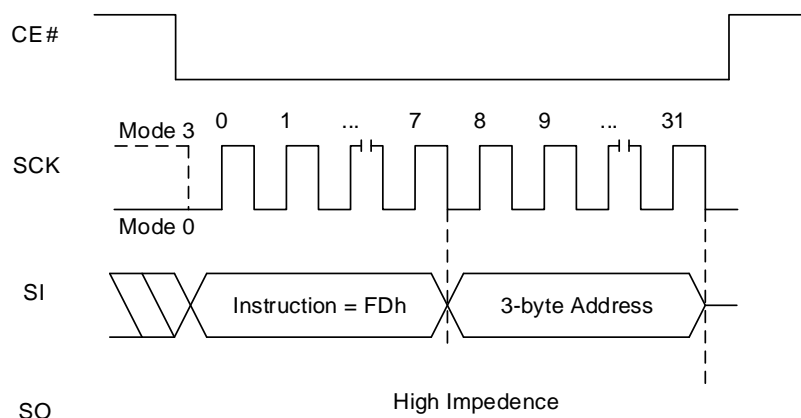 CE#
0 1 ... 7 8 9 ... 31
Mode 3
SCK
Mode 0
SI
Instruction = FDh
3-byte Address
High Impedence
SO